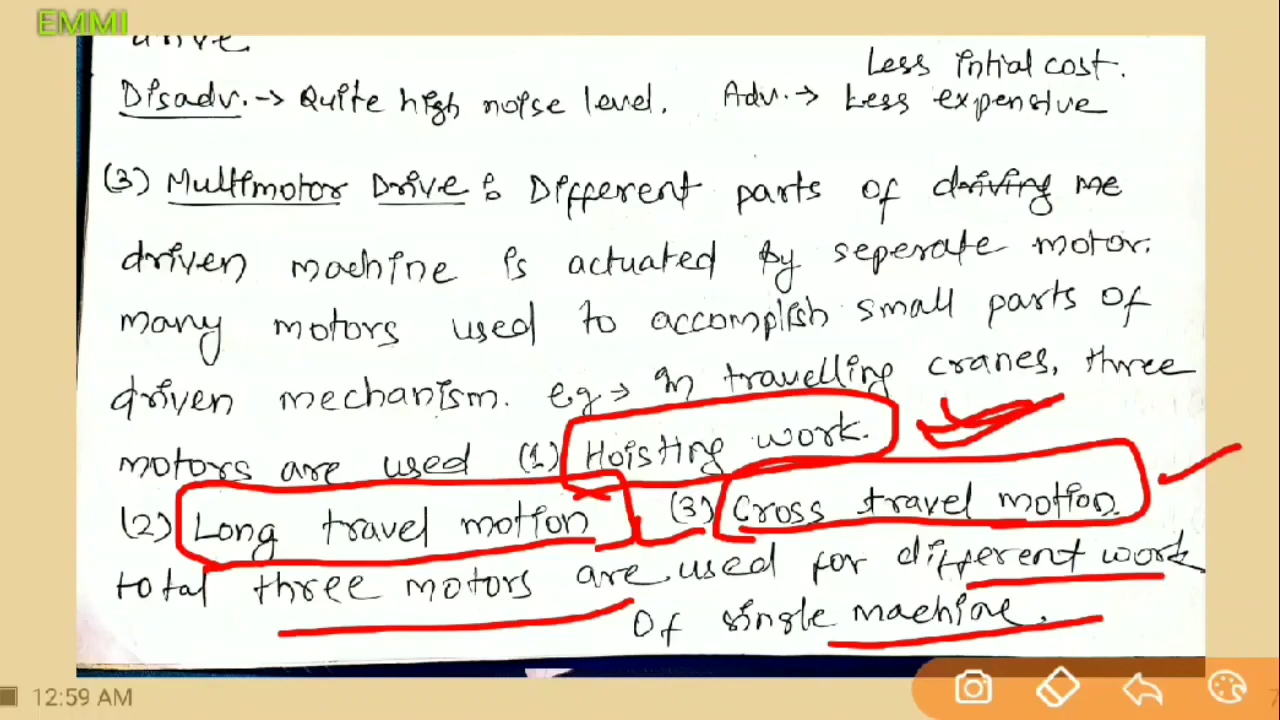 EMMI
drive.
Less intial cost.
Disadv. → Quite high noise level. Adv. → Less expensive
(3) Multimotor Drive : Different parts of driving me
driven machine is actuated by seperate motor.
many motors used to accomplish small parts of
driven mechanism. e.g → In travelling cranes, three
motors are used (1) Hoisting work.
(2) Long travel motion (3) Cross travel motion.
total three motors are used for different work
of single machine.
12:59 AM